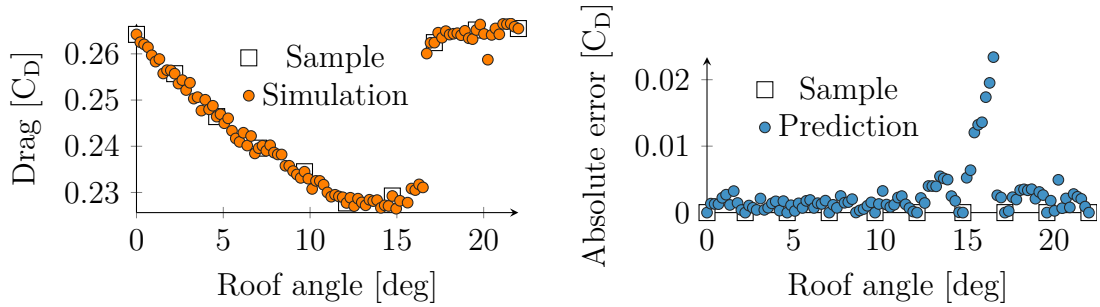 Drag [C_D]
0.26
0.25
0.24
0.23
Sample
Simulation
0 5 10 15 20
Roof angle [deg]
Absolute error [C_D]
0.02
0.01
0
Sample
Prediction
0 5 10 15 20
Roof angle [deg]